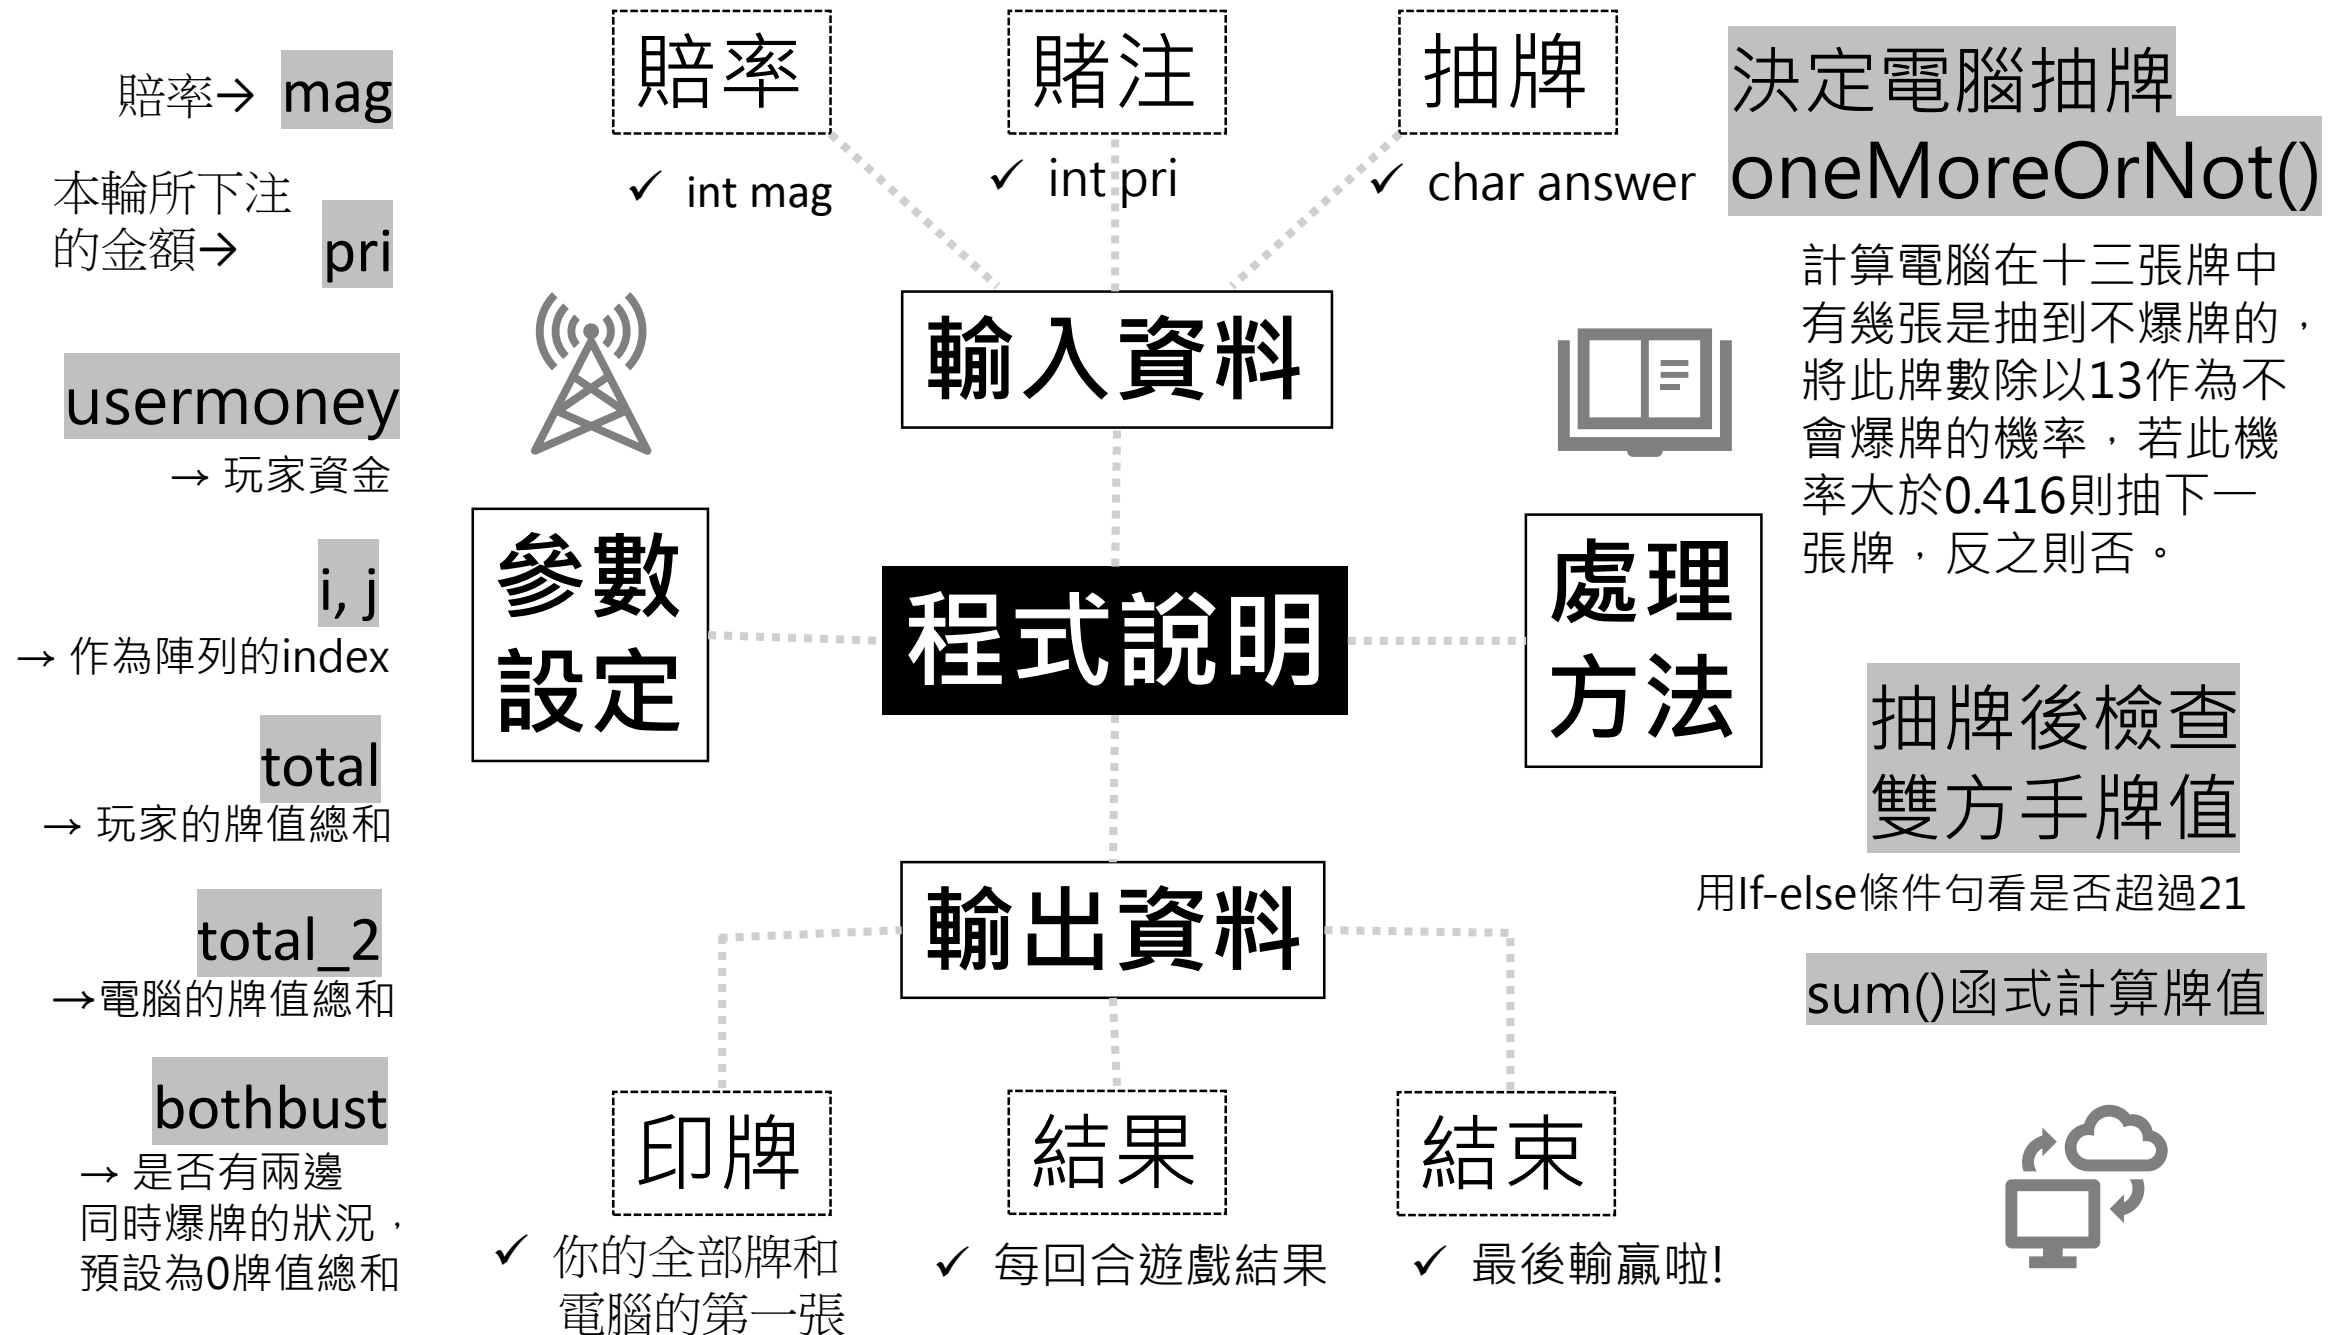 賠率→ mag
本輪所下注
的金額→ pri
usermoney
→ 玩家資金
i, j
→ 作為陣列的index
total
→ 玩家的牌值總和
total_2
→電腦的牌值總和
bothbust
→ 是否有兩邊
同時爆牌的狀況，
預設為0牌值總和
賠率
✓ int mag
賭注
✓ int pri
抽牌
✓ char answer
輸入資料
參數
設定
程式說明
處理
方法
輸出資料
印牌
✓ 你的全部牌和
電腦的第一張
結果
✓ 每回合遊戲結果
結束
✓ 最後輸贏啦!
決定電腦抽牌
oneMoreOrNot()
計算電腦在十三張牌中
有幾張是抽到不爆牌的，
將此牌數除以13作為不
會爆牌的機率，若此機
率大於0.416則抽下一
張牌，反之則否。
抽牌後檢查
雙方手牌值
用If-else條件句看是否超過21
sum()函式計算牌值